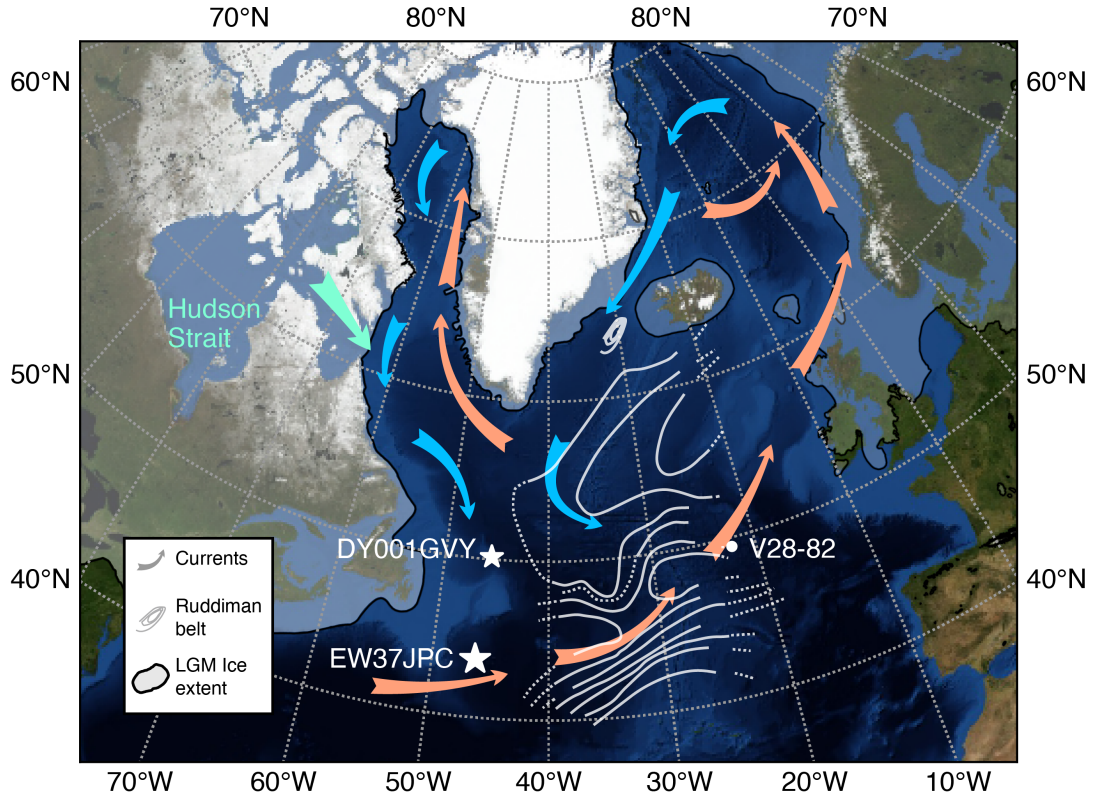 70°N 80°N 80°N 70°N
60°N 60°N
Hudson
Strait
50°N 50°N
DY001GVY V28-82
40°N 40°N
EW37JPC
Currents
Ruddiman
belt
LGM Ice
extent
70°W 60°W 50°W 40°W 30°W 20°W 10°W